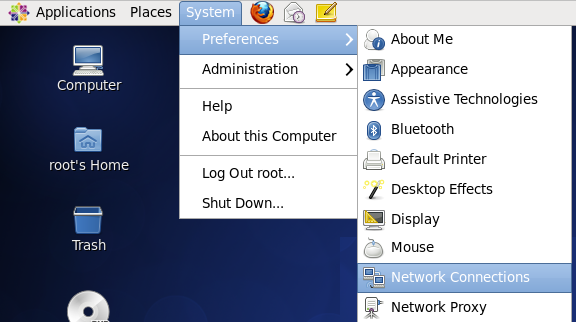 Applications Places System
Preferences
Administration
Help
About this Computer
Log Out root...
Shut Down...
About Me
Appearance
Assistive Technologies
Bluetooth
Default Printer
Desktop Effects
Display
Mouse
Network Connections
Network Proxy
Computer
root's Home
Trash